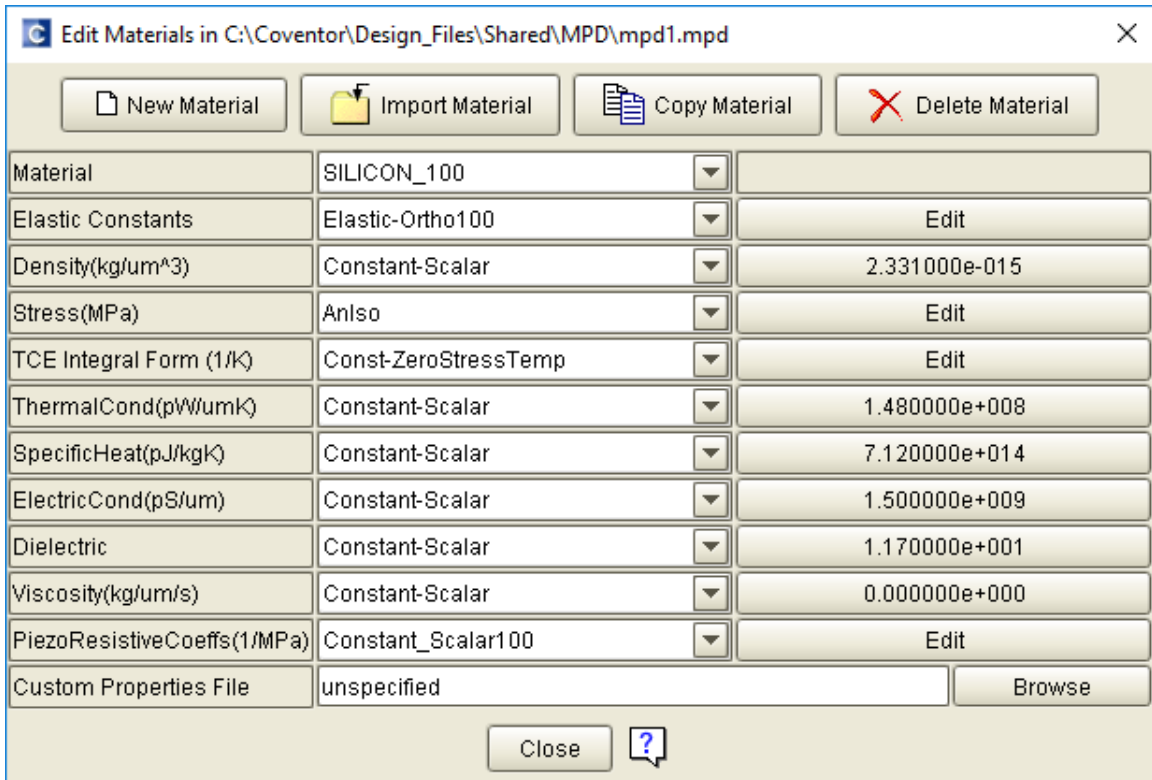 C Edit Materials in C:\Coventor\Design_Files\Shared\MPD\mpd1.mpd
New Material Import Material Copy Material Delete Material
Material SILICON_100
Elastic Constants Elastic-Ortho100 Edit
Density(kg/um^3) Constant-Scalar 2.331000e-015
Stress(MPa) AnIso Edit
TCE Integral Form (1/K) Const-ZeroStressTemp Edit
ThermalCond(pW/umK) Constant-Scalar 1.480000e+008
SpecificHeat(pJ/kgK) Constant-Scalar 7.120000e+014
ElectricCond(pS/um) Constant-Scalar 1.500000e+009
Dielectric Constant-Scalar 1.170000e+001
Viscosity(kg/um/s) Constant-Scalar 0.000000e+000
PiezoResistiveCoeffs(1/MPa) Constant_Scalar100 Edit
Custom Properties File unspecified Browse
Close ?